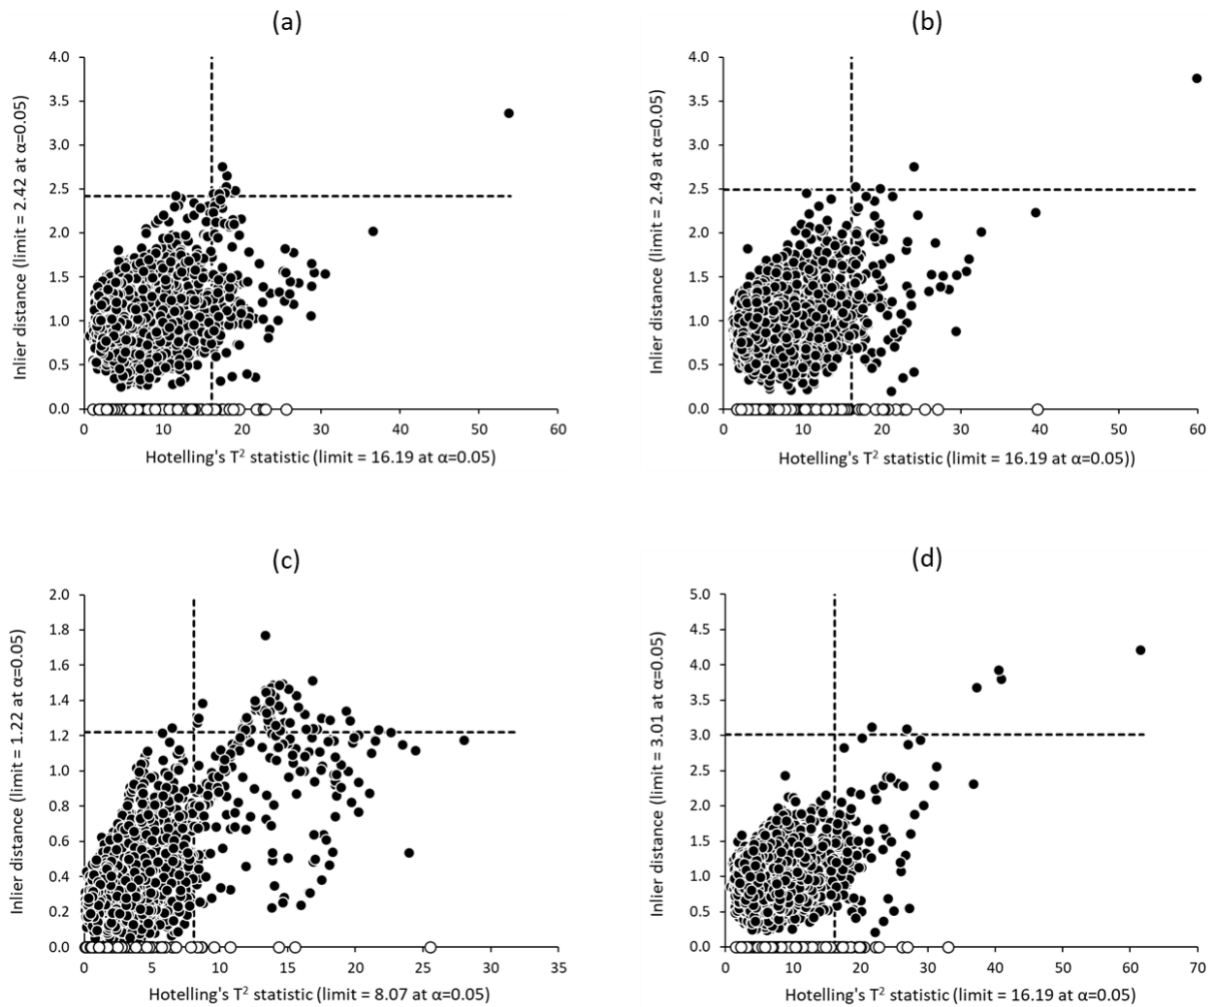 (a)
4.0
3.5
3.0
2.5
2.0
1.5
1.0
0.5
0.0
0 10 20 30 40 50 60
Inlier distance (limit = 2.42 at α=0.05)
Hotelling's T² statistic (limit = 16.19 at α=0.05)
(b)
4.0
3.5
3.0
2.5
2.0
1.5
1.0
0.5
0.0
0 10 20 30 40 50 60
Inlier distance (limit = 2.49 at α=0.05)
Hotelling's T² statistic (limit = 16.19 at α=0.05))
(c)
2.0
1.8
1.6
1.4
1.2
1.0
0.8
0.6
0.4
0.2
0.0
0 5 10 15 20 25 30 35
Inlier distance (limit = 1.22 at α=0.05)
Hotelling's T² statistic (limit = 8.07 at α=0.05)
(d)
5.0
4.5
4.0
3.5
3.0
2.5
2.0
1.5
1.0
0.5
0.0
0 10 20 30 40 50 60 70
Inlier distance (limit = 3.01 at α=0.05)
Hotelling's T² statistic (limit = 16.19 at α=0.05)